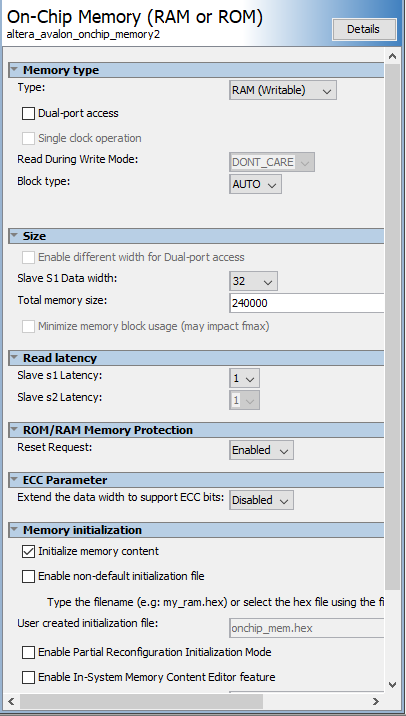 On-Chip Memory (RAM or ROM)
altera_avalon_onchip_memory2
Details
Memory type
Type: RAM (Writable)
Dual-port access
Single clock operation
Read During Write Mode: DONT_CARE
Block type: AUTO
Size
Enable different width for Dual-port access
Slave S1 Data width: 32
Total memory size: 240000
Minimize memory block usage (may impact fmax)
Read latency
Slave s1 Latency: 1
Slave s2 Latency: 1
ROM/RAM Memory Protection
Reset Request: Enabled
ECC Parameter
Extend the data width to support ECC bits: Disabled
Memory initialization
Initialize memory content
Enable non-default initialization file
Type the filename (e.g: my_ram.hex) or select the hex file using the fi
User created initialization file: onchip_mem.hex
Enable Partial Reconfiguration Initialization Mode
Enable In-System Memory Content Editor feature